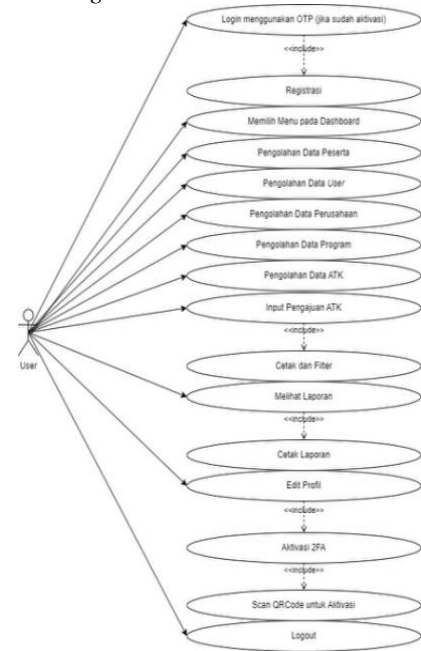 Login menggunakan OTP (jika sudah aktivasi)
<<include>>
Registrasi
Memilih Menu pada Dashboard
Pengolahan Data Peserta
Pengolahan Data User
Pengolahan Data Perusahaan
Pengolahan Data Program
Pengolahan Data ATK
Input Pengajuan ATK
<<include>>
User
Cetak dan Filter
Melihat Laporan
<<include>>
Cetak Laporan
Edit Profil
<<include>>
Aktivasi 2FA
<<include>>
Scan QRCode untuk Aktivasi
Logout